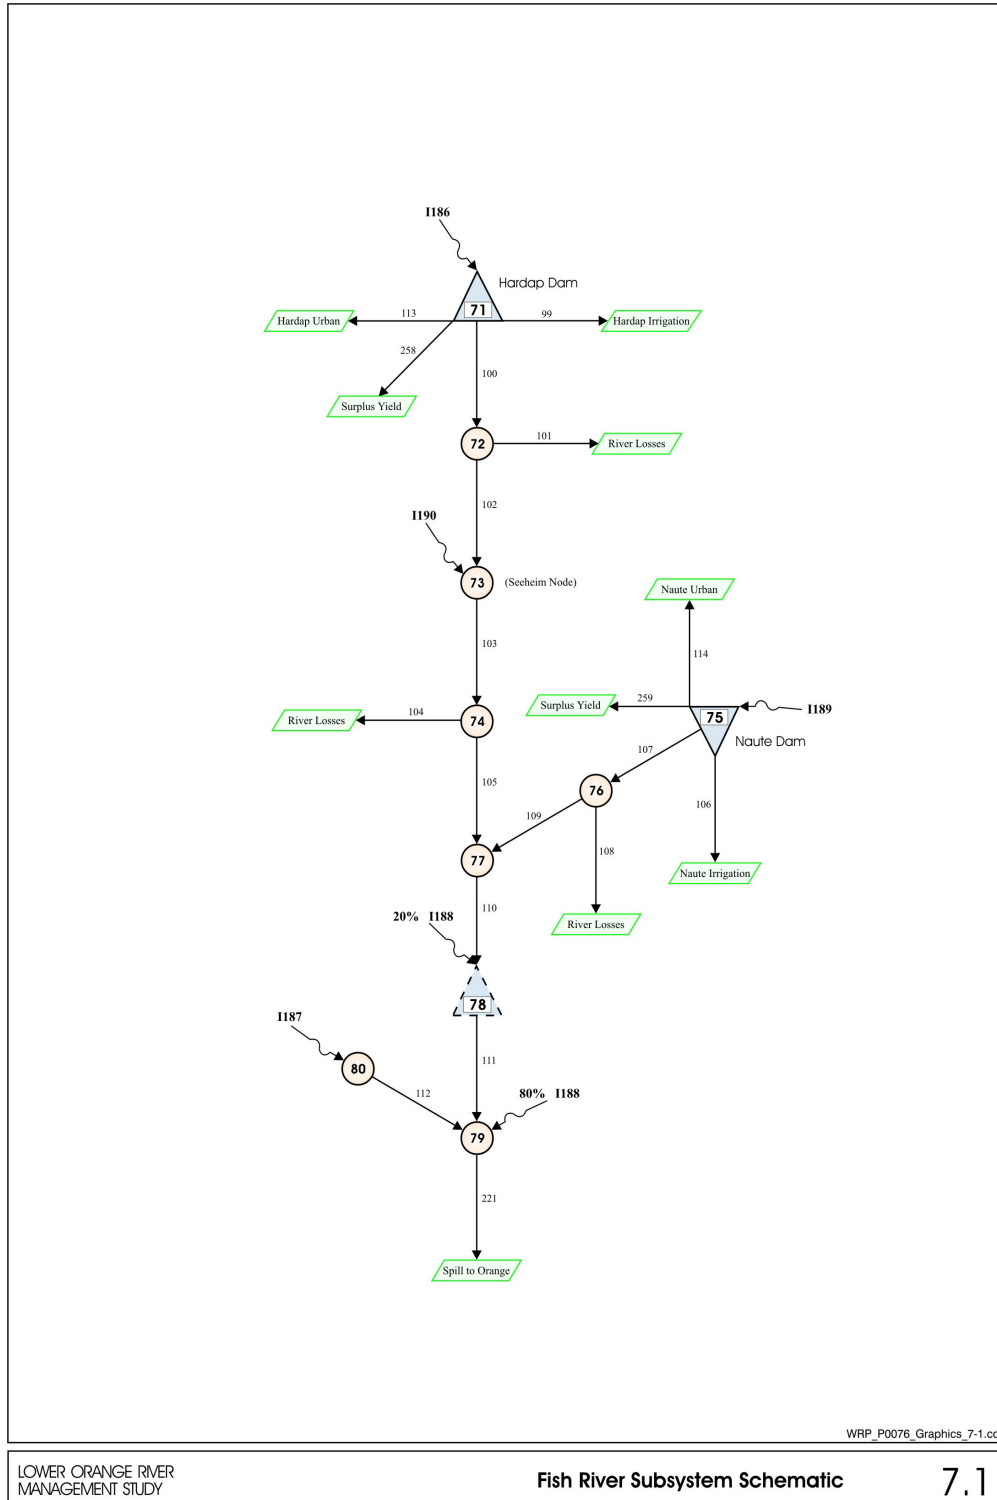 I186
Hardap Dam
71
Hardap Urban
113
99
Hardap Irrigation
258
100
Surplus Yield
72
101
River Losses
102
I190
73
(Seeheim Node)
Naute Urban
103
114
Surplus Yield
259
I189
75
River Losses
104
74
Naute Dam
107
105
76
106
109
77
108
Naute Irrigation
110
20% I188
River Losses
78
I187
111
80
112
80% I188
79
221
Spill to Orange
WRP_P0076_Graphics_7-1.cd
LOWER ORANGE RIVER
MANAGEMENT STUDY
Fish River Subsystem Schematic
7.1